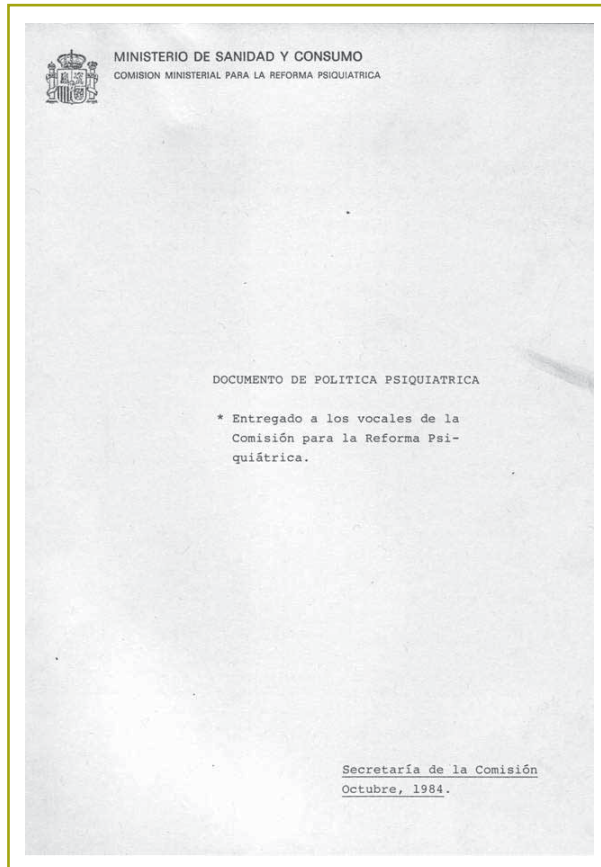 MINISTERIO DE SANIDAD Y CONSUMO
COMISION MINISTERIAL PARA LA REFORMA PSIQUIATRICA
DOCUMENTO DE POLITICA PSIQUIATRICA
* Entregado a los vocales de la
Comisión para la Reforma Psi-
quiátrica.
Secretaría de la Comisión
Octubre, 1984.